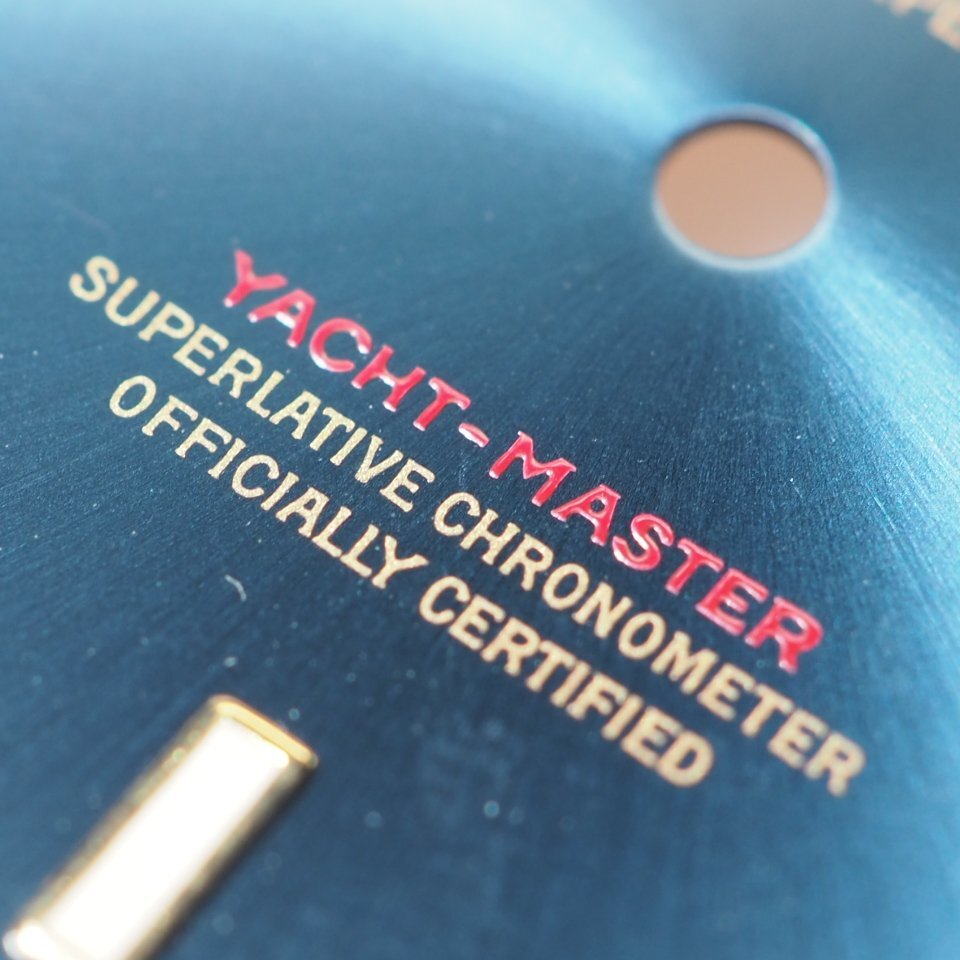 YACHT-MASTER
SUPERLATIVE CHRONOMETER
OFFICIALLY CERTIFIED